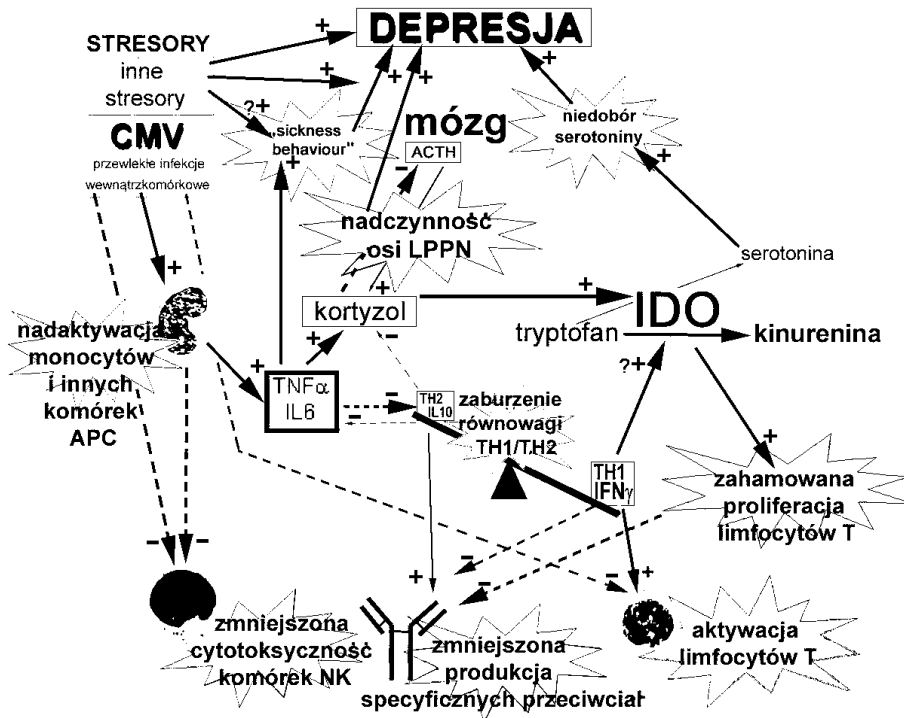 DEPRESJA
STRESORY
inne
stresory
CMV
przewlekłe infekcje
wewnątrzkomórkowe
+
+
?+
+
+
+
„sickness
behaviour"
+
mózg
ACTH
–
niedobór
serotoniny
+
nadczynność
osi LPPN
+
serotonina
+
kortyzol
–
+
IDO
tryptofan
kinurenina
nadaktywacja
monocytów
i innych
komórek
APC
+
+
+
TNFα
IL6
–
–
TH2
IL10
zaburzenie
równowagi
TH1/TH2
?+
TH1
IFNγ
+
zahamowana
proliferacja
limfocytów T
–
–
+
–
–
–
+
zmniejszona
cytotoksyczność
komórek NK
zmniejszona
produkcja
specyficznych przeciwciał
aktywacja
limfocytów T